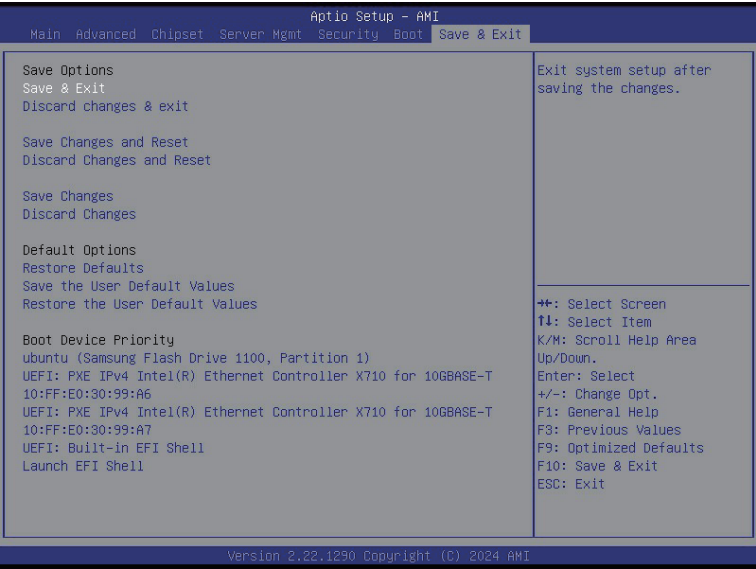 Aptio Setup – AMI
Main Advanced Chipset Server Mgmt Security Boot Save & Exit
Save Options
Save & Exit
Discard changes & exit
Save Changes and Reset
Discard Changes and Reset
Save Changes
Discard Changes
Default Options
Restore Defaults
Save the User Default Values
Restore the User Default Values
Boot Device Priority
ubuntu (Samsung Flash Drive 1100, Partition 1)
UEFI: PXE IPv4 Intel(R) Ethernet Controller X710 for 10GBASE-T
10:FF:E0:30:99:A6
UEFI: PXE IPv4 Intel(R) Ethernet Controller X710 for 10GBASE-T
10:FF:E0:30:99:A7
UEFI: Built-in EFI Shell
Launch EFI Shell
Exit system setup after
saving the changes.
→←: Select Screen
↑↓: Select Item
K/M: Scroll Help Area
Up/Down.
Enter: Select
+/-: Change Opt.
F1: General Help
F3: Previous Values
F9: Optimized Defaults
F10: Save & Exit
ESC: Exit
Version 2.22.1290 Copyright (C) 2024 AMI